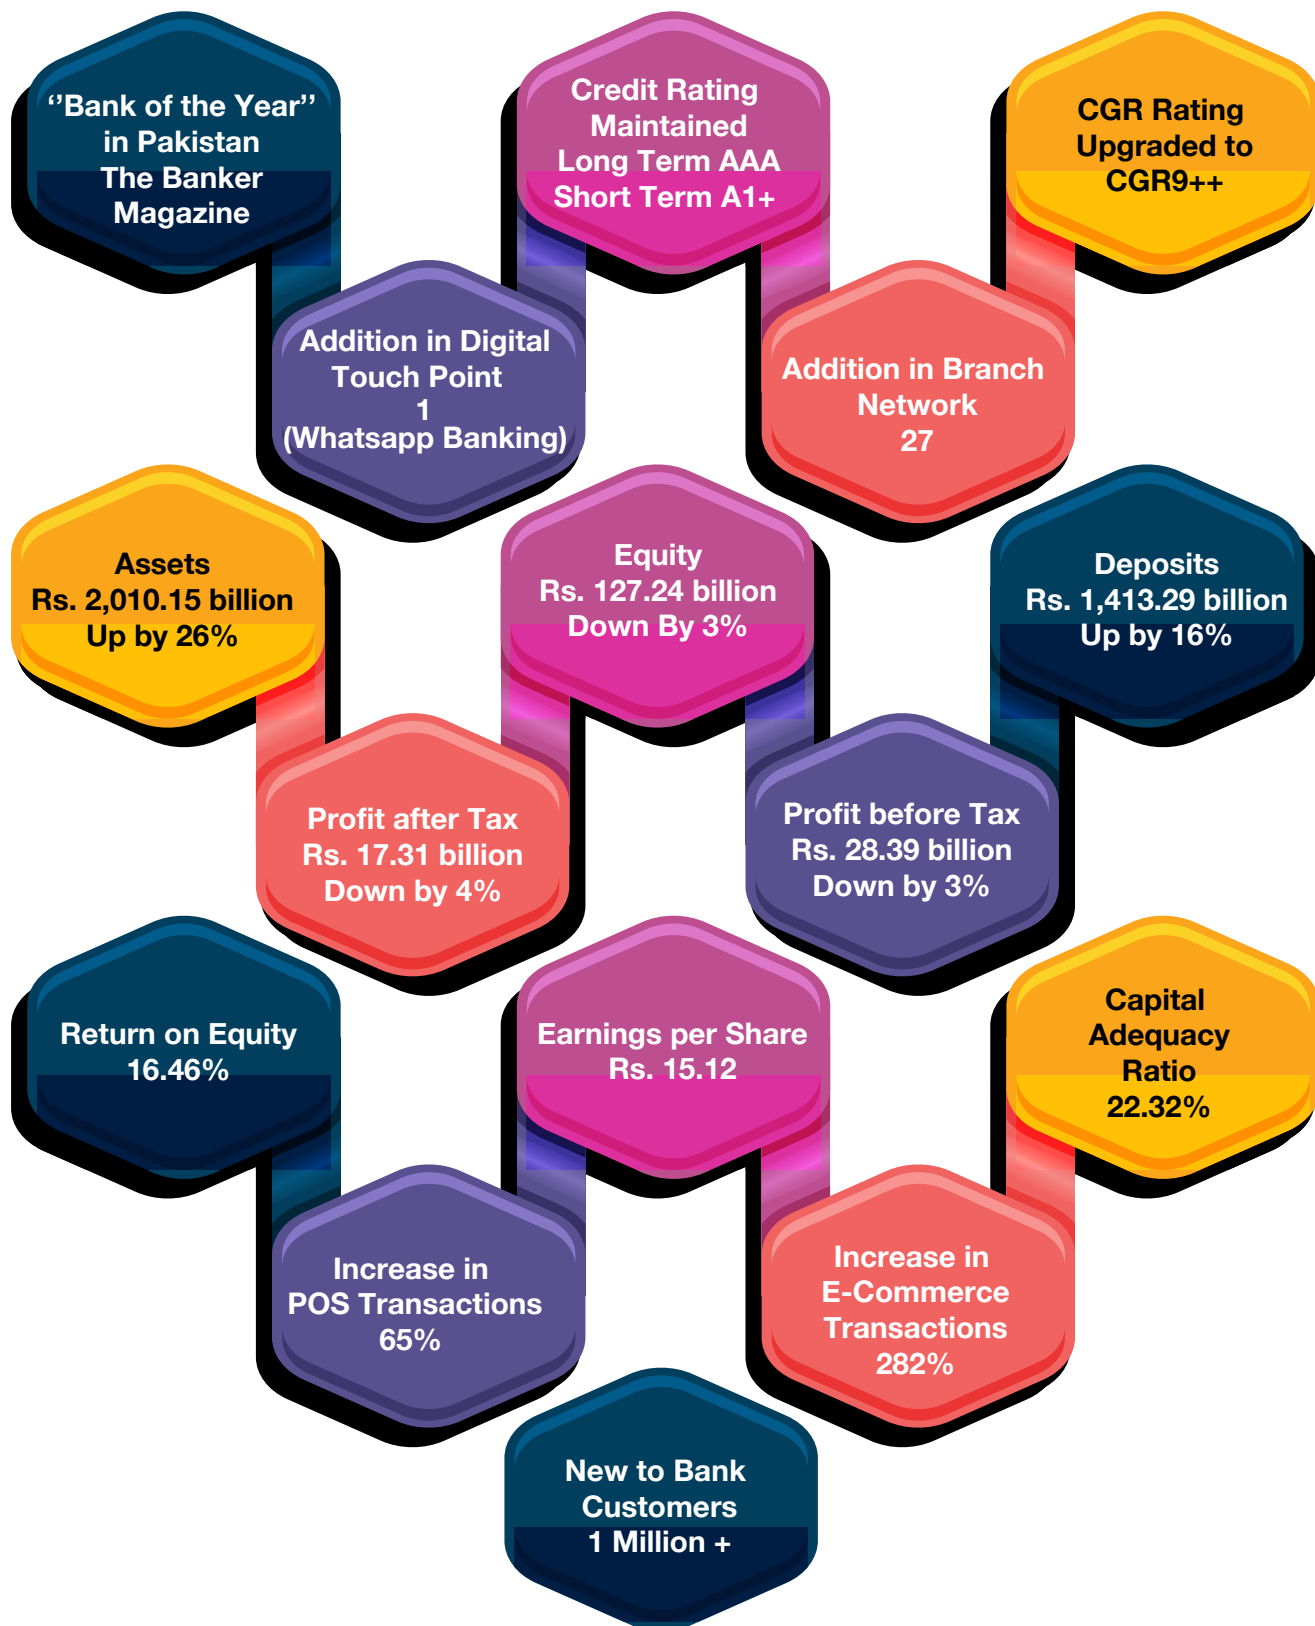 ‘‘Bank of the Year’’
in Pakistan
The Banker
Magazine
Credit Rating
Maintained
Long Term AAA
Short Term A1+
CGR Rating
Upgraded to
CGR9++
Addition in Digital
Touch Point
1
(Whatsapp Banking)
Addition in Branch
Network
27
Assets
Rs. 2,010.15 billion
Up by 26%
Equity
Rs. 127.24 billion
Down By 3%
Deposits
Rs. 1,413.29 billion
Up by 16%
Profit after Tax
Rs. 17.31 billion
Down by 4%
Profit before Tax
Rs. 28.39 billion
Down by 3%
Return on Equity
16.46%
Earnings per Share
Rs. 15.12
Capital
Adequacy
Ratio
22.32%
Increase in
POS Transactions
65%
Increase in
E-Commerce
Transactions
282%
New to Bank
Customers
1 Million +